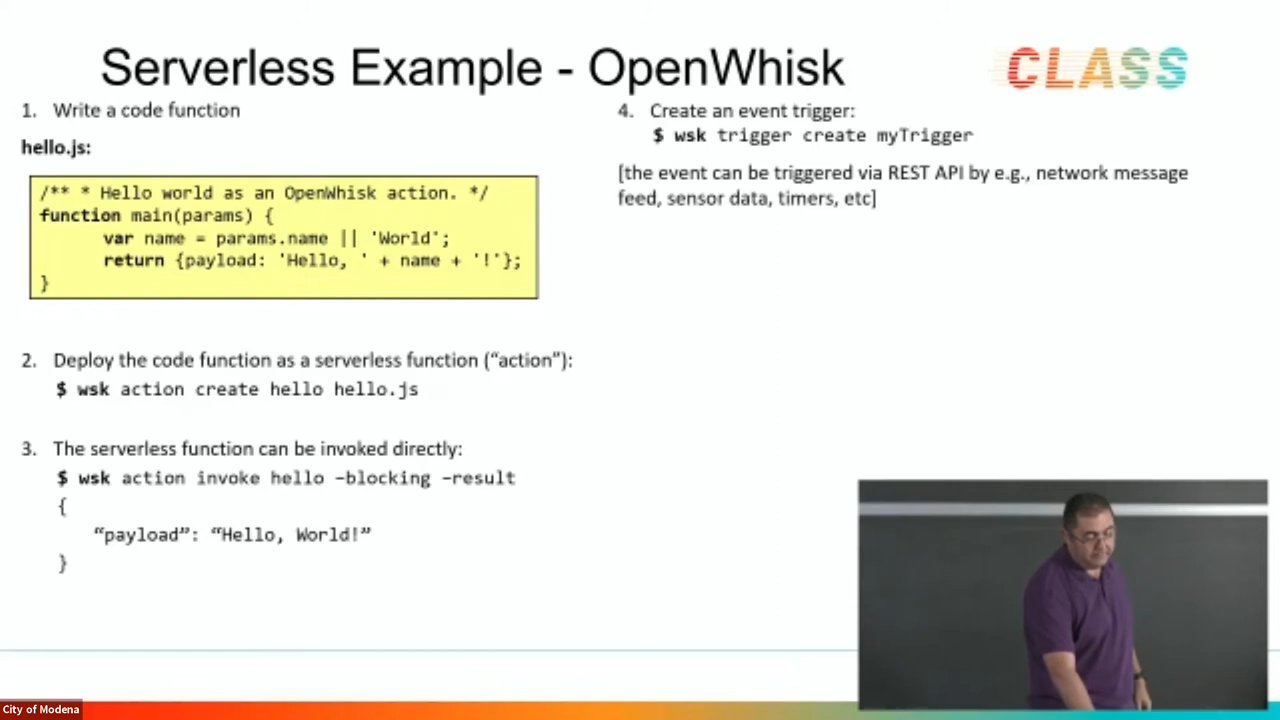 Serverless Example - OpenWhisk
CLASS
1. Write a code function
hello.js:
/** * Hello world as an OpenWhisk action. */
function main(params) {
var name = params.name || 'World';
return {payload: 'Hello, ' + name + '!'};
}
2. Deploy the code function as a serverless function (“action”):
$ wsk action create hello hello.js
3. The serverless function can be invoked directly:
$ wsk action invoke hello –blocking –result
{
“payload”: “Hello, World!”
}
4. Create an event trigger:
$ wsk trigger create myTrigger
[the event can be triggered via REST API by e.g., network message
feed, sensor data, timers, etc]
City of Modena